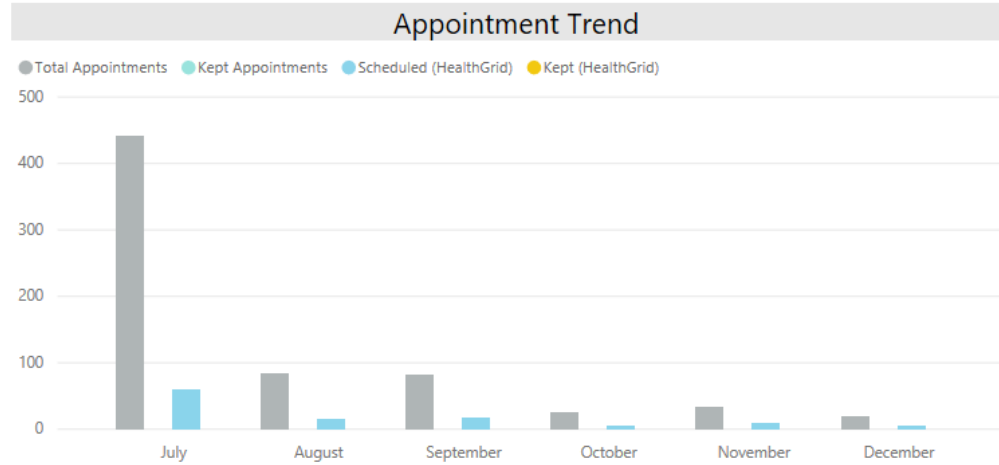 Appointment Trend
Total Appointments Kept Appointments Scheduled (HealthGrid) Kept (HealthGrid)
500
400
300
200
100
0
July August September October November December